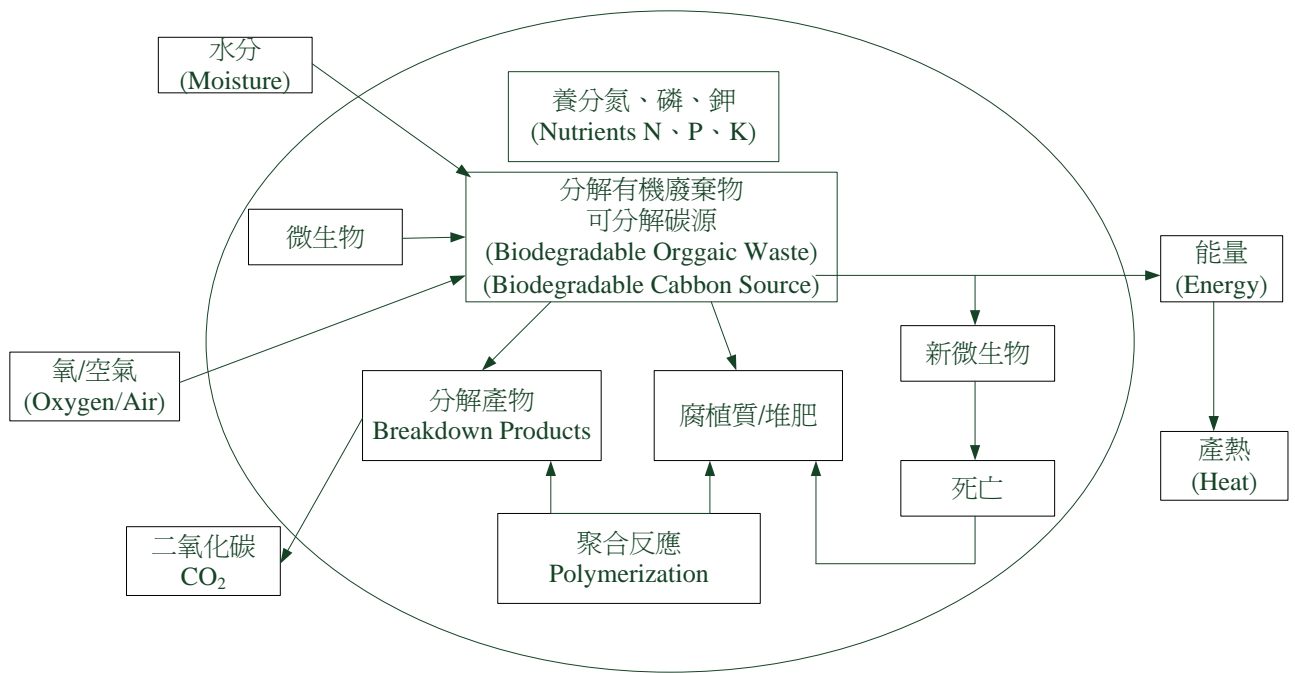 水分
(Moisture)
養分氮、磷、鉀
(Nutrients N、P、K)
分解有機廢棄物
可分解碳源
(Biodegradable Orggaic Waste)
(Biodegradable Cabbon Source)
微生物
能量
(Energy)
新微生物
氧/空氣
(Oxygen/Air)
分解產物
Breakdown Products
腐植質/堆肥
產熱
(Heat)
死亡
二氧化碳
CO₂
聚合反應
Polymerization